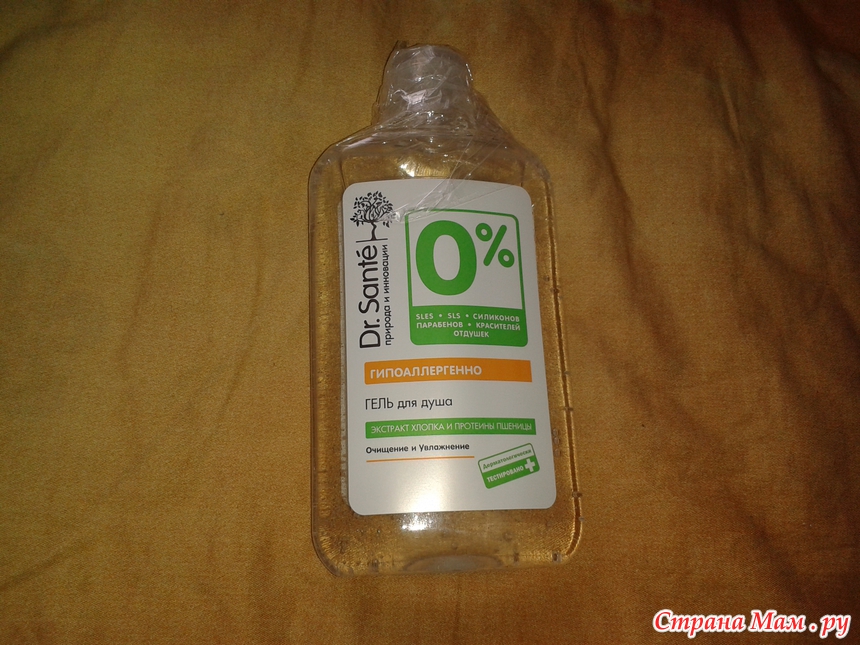 Dr. Santé
природа и инновации
0%
SLES • SLS • СИЛИКОНОВ
ПАРАБЕНОВ • КРАСИТЕЛЕЙ
ОТДУШЕК
ГИПОАЛЛЕРГЕННО
ГЕЛЬ для душа
ЭКСТРАКТ ХЛОПКА И ПРОТЕИНЫ ПШЕНИЦЫ
Очищение и Увлажнение
Дерматологически
ТЕСТИРОВАНО
Страна Мам.ру